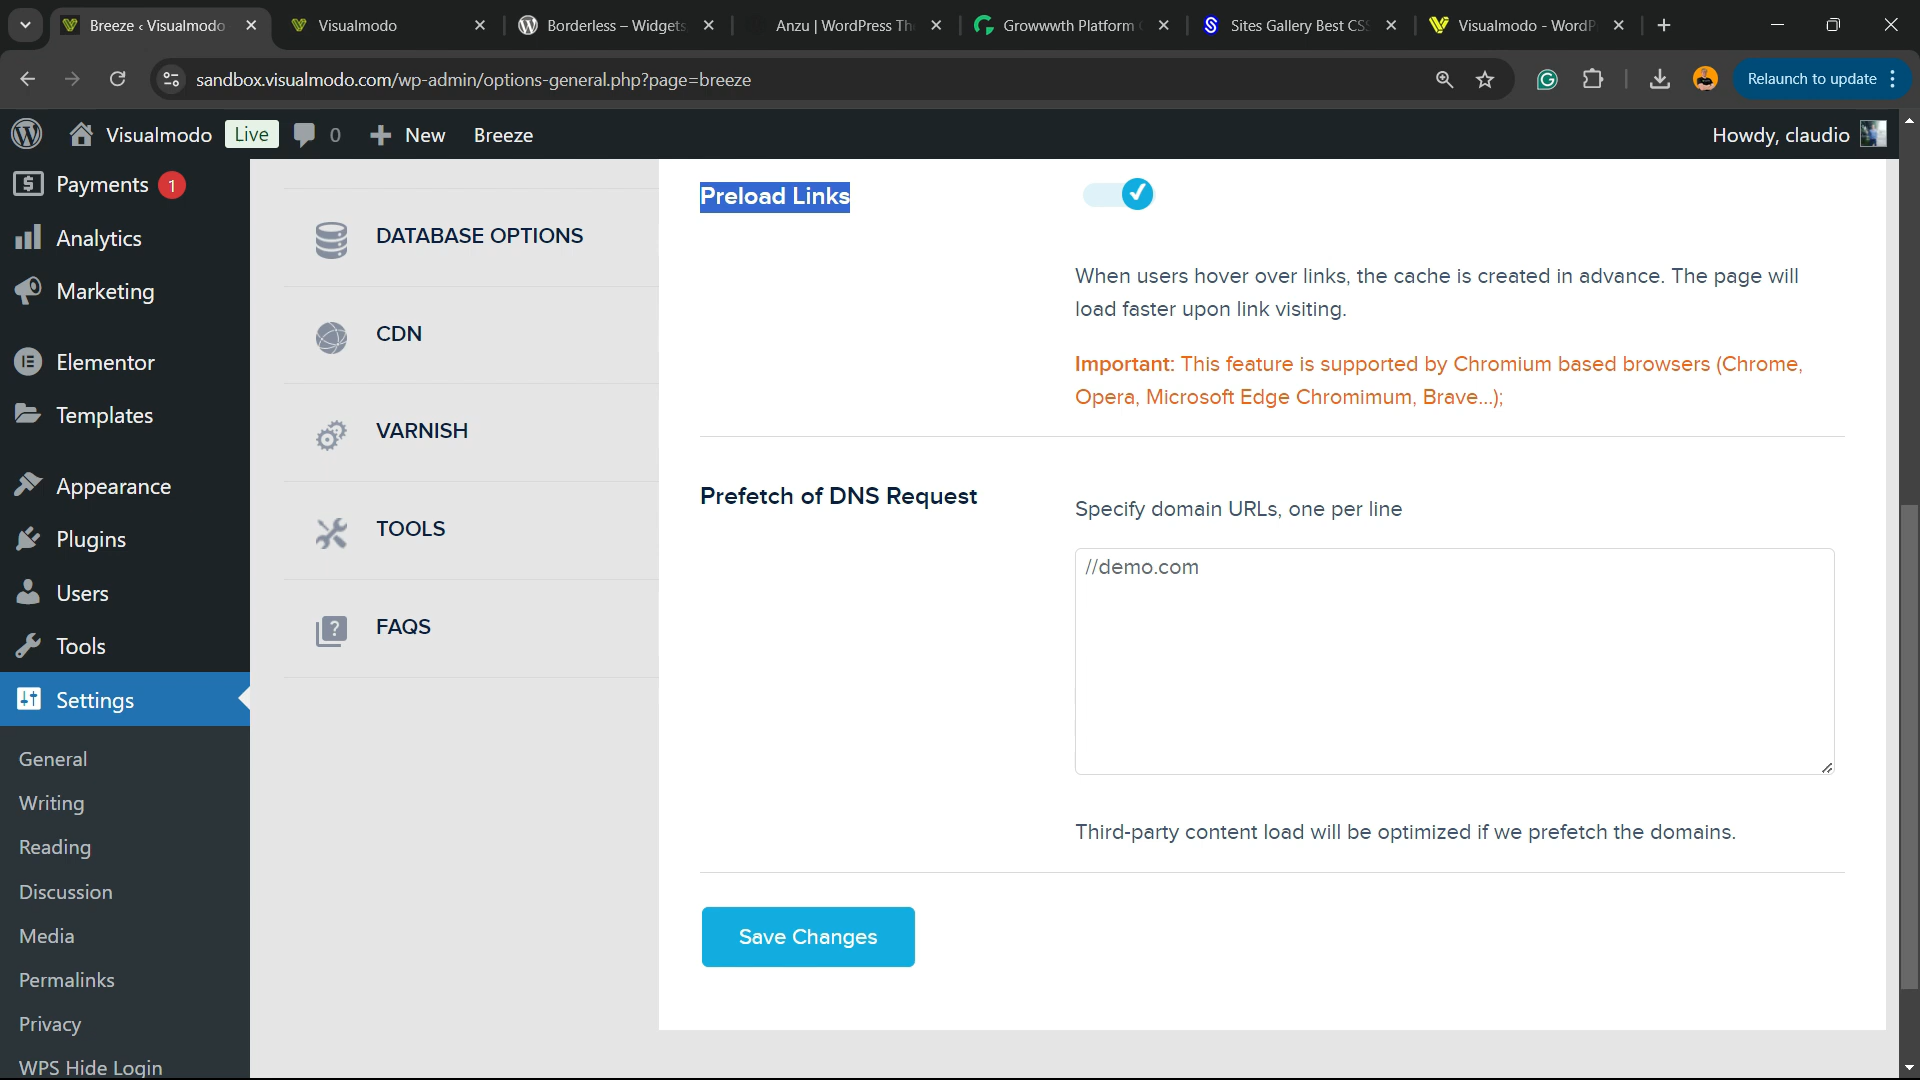 Breeze ‹ Visualmodo
Visualmodo
Borderless – Widgets
Anzu | WordPress Th
Growwwth Platform
Sites Gallery Best CSS
Visualmodo - WordP
sandbox.visualmodo.com/wp-admin/options-general.php?page=breeze
Relaunch to update
Visualmodo
Live
0
New
Breeze
Howdy, claudio
Payments 1
Analytics
Marketing
Elementor
Templates
Appearance
Plugins
Users
Tools
Settings
General
Writing
Reading
Discussion
Media
Permalinks
Privacy
WPS Hide Login
DATABASE OPTIONS
CDN
VARNISH
TOOLS
FAQS
Preload Links
When users hover over links, the cache is created in advance. The page will
load faster upon link visiting.
Important: This feature is supported by Chromium based browsers (Chrome,
Opera, Microsoft Edge Chromimum, Brave...);
Prefetch of DNS Request
Specify domain URLs, one per line
//demo.com
Third-party content load will be optimized if we prefetch the domains.
Save Changes